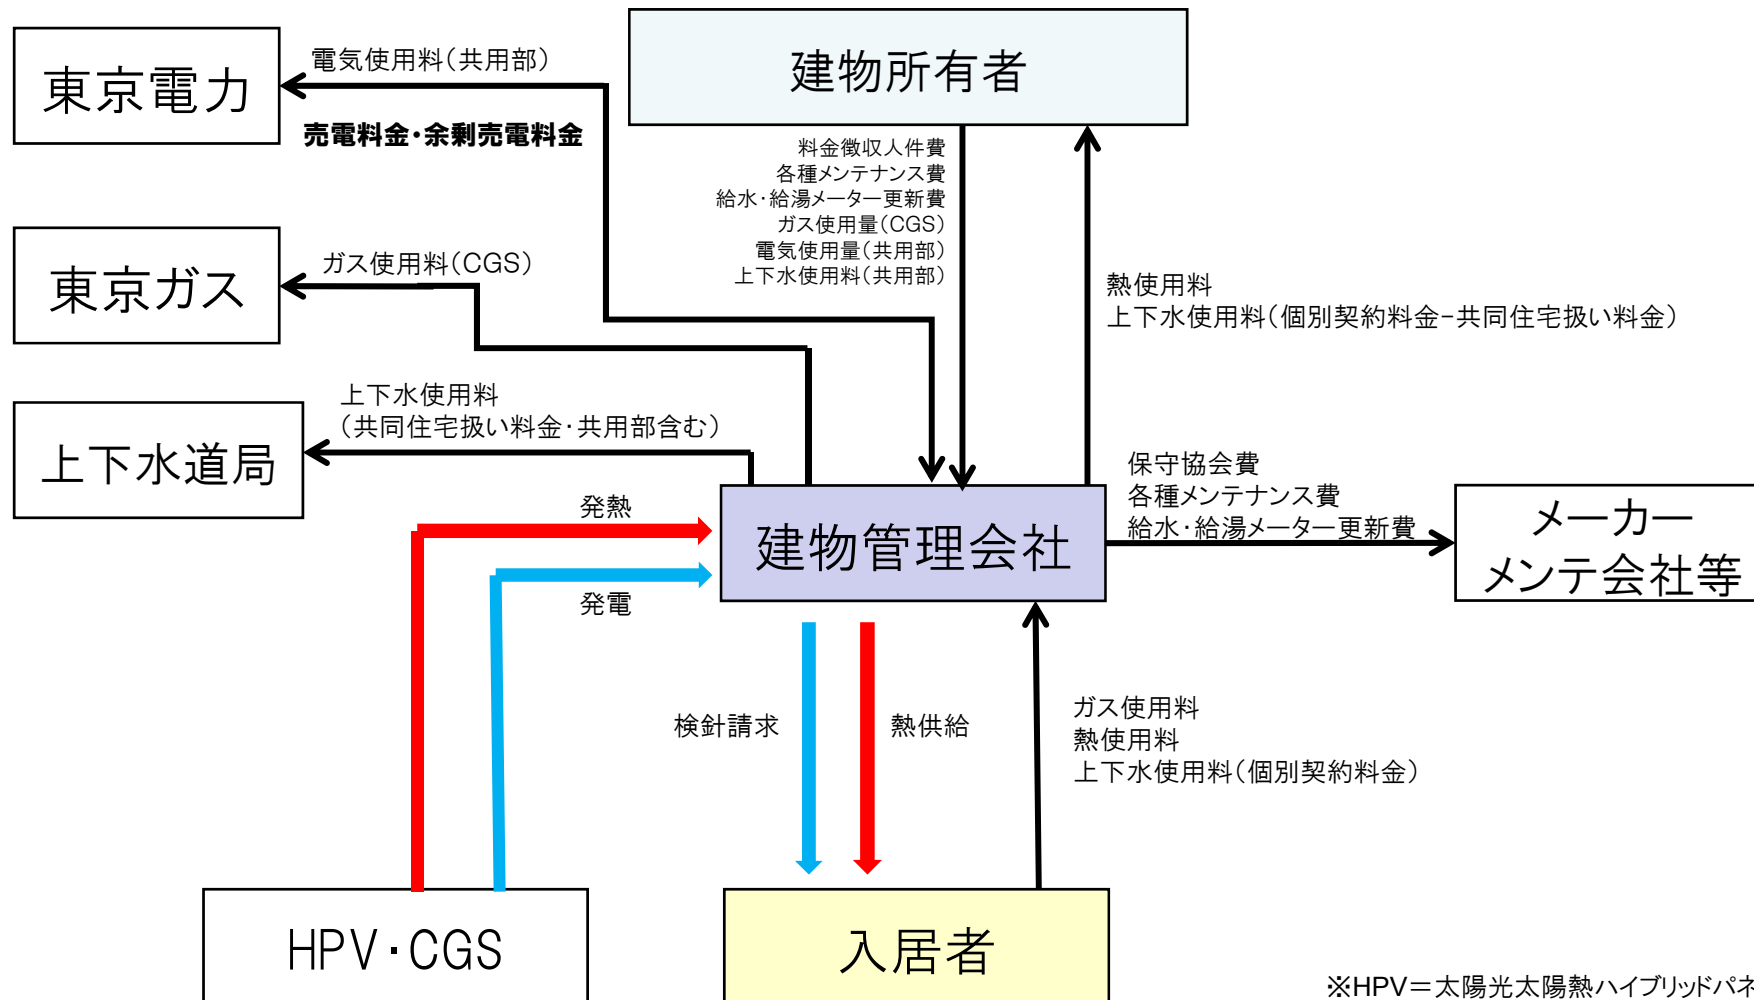 東京電力
電気使用料（共用部）
売電料金・余剰売電料金
建物所有者
料金徴収人件費
各種メンテナンス費
給水・給湯メーター更新費
ガス使用量（CGS）
電気使用量（共用部）
上下水使用料（共用部）
東京ガス
ガス使用料（CGS）
熱使用料
上下水使用料（個別契約料金－共同住宅扱い料金）
上下水道局
上下水使用料
（共同住宅扱い料金・共用部含む）
発熱
発電
建物管理会社
保守協会費
各種メンテナンス費
給水・給湯メーター更新費
メーカー
メンテ会社等
検針請求
熱供給
ガス使用料
熱使用料
上下水使用料（個別契約料金）
HPV・CGS
入居者
※HPV＝太陽光太陽熱ハイブリッドパネ